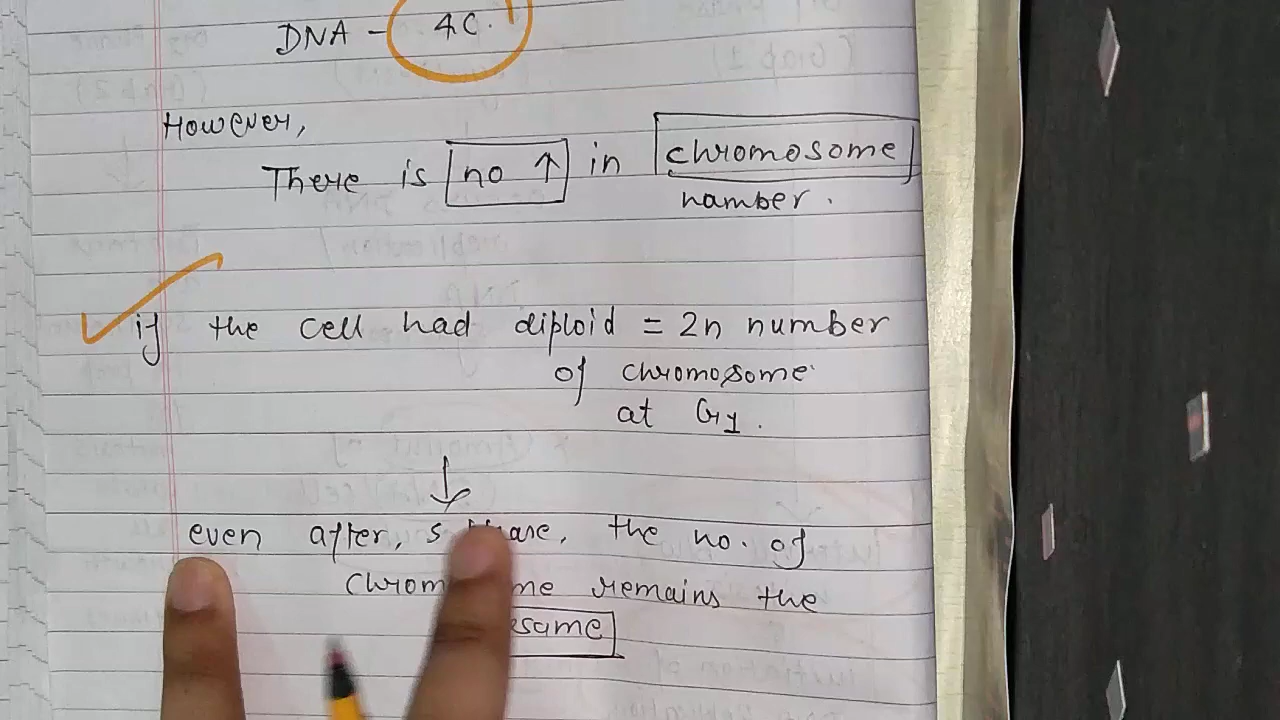 DNA - 4C.
However,
There is no ↑ in chromosome
number.
if the cell had diploid = 2n number
of chromosome
at G1.
↓
even after, s the no. of
remains the
same